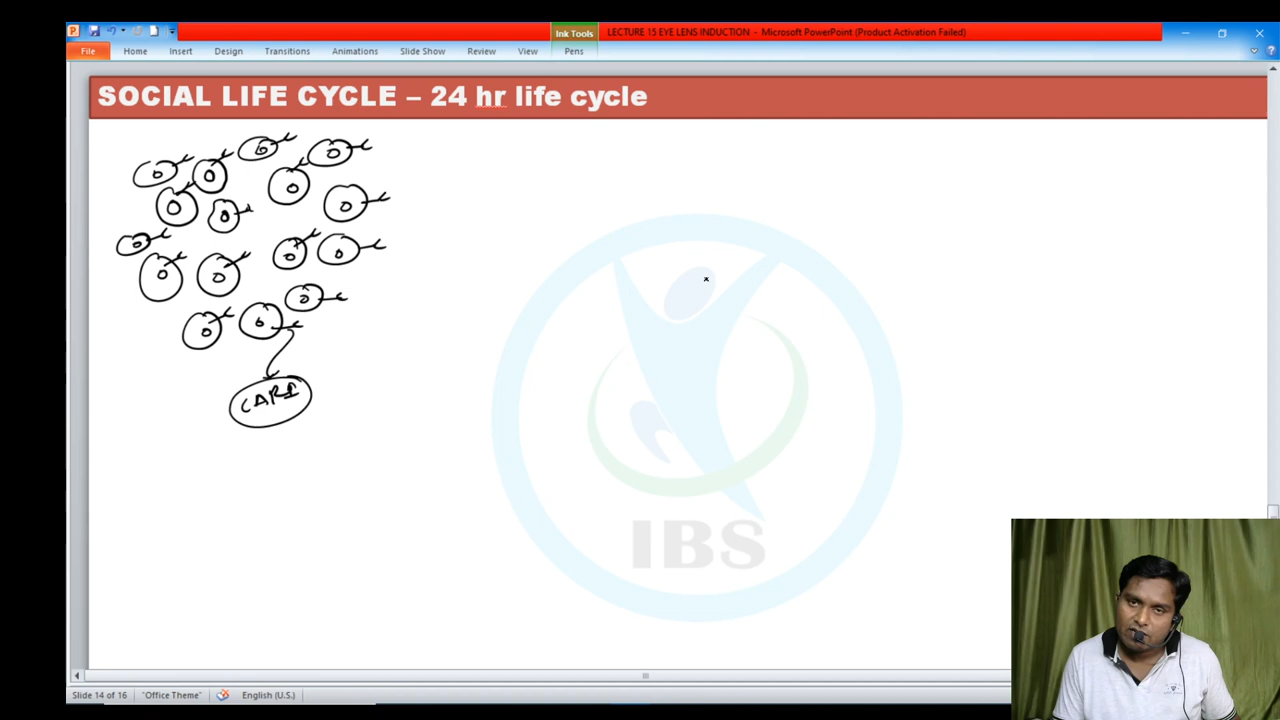 Ink Tools
LECTURE 15 EYE LENS INDUCTION - Microsoft PowerPoint (Product Activation Failed)
File Home Insert Design Transitions Animations Slide Show Review View Pens
SOCIAL LIFE CYCLE – 24 hr life cycle
CAR1
IBS
Slide 14 of 16 "Office Theme" English (U.S.)